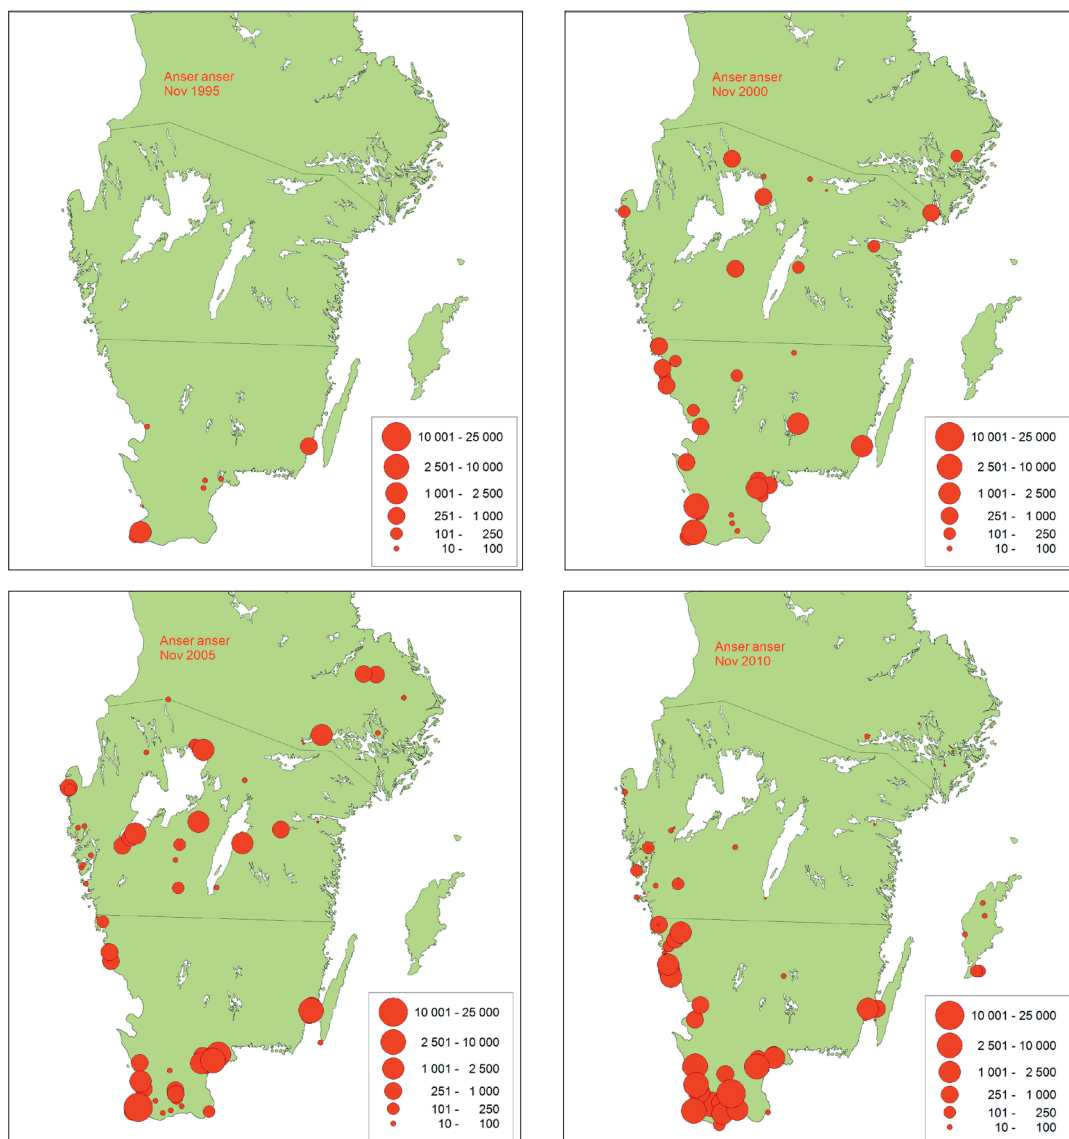 Anser anser
Nov 1995
10 001 - 25 000
2 501 - 10 000
1 001 - 2 500
251 - 1 000
101 - 250
10 - 100
Anser anser
Nov 2000
10 001 - 25 000
2 501 - 10 000
1 001 - 2 500
251 - 1 000
101 - 250
10 - 100
Anser anser
Nov 2005
10 001 - 25 000
2 501 - 10 000
1 001 - 2 500
251 - 1 000
101 - 250
10 - 100
Anser anser
Nov 2010
10 001 - 25 000
2 501 - 10 000
1 001 - 2 500
251 - 1 000
101 - 250
10 - 100